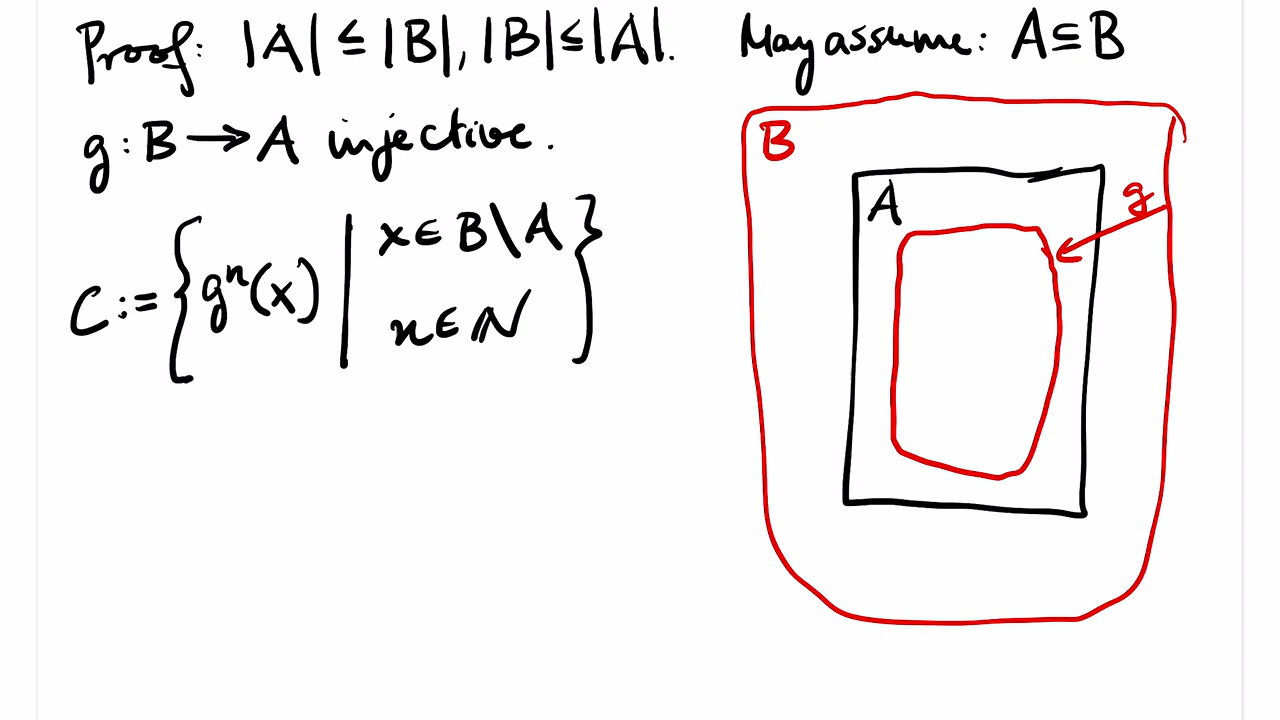 Proof: |A| ≤ |B|, |B| ≤ |A|. May assume: A ⊆ B
g : B → A injective.
C := { gⁿ(x) | x ∈ B \ A
n ∈ ℕ }
B
A
g